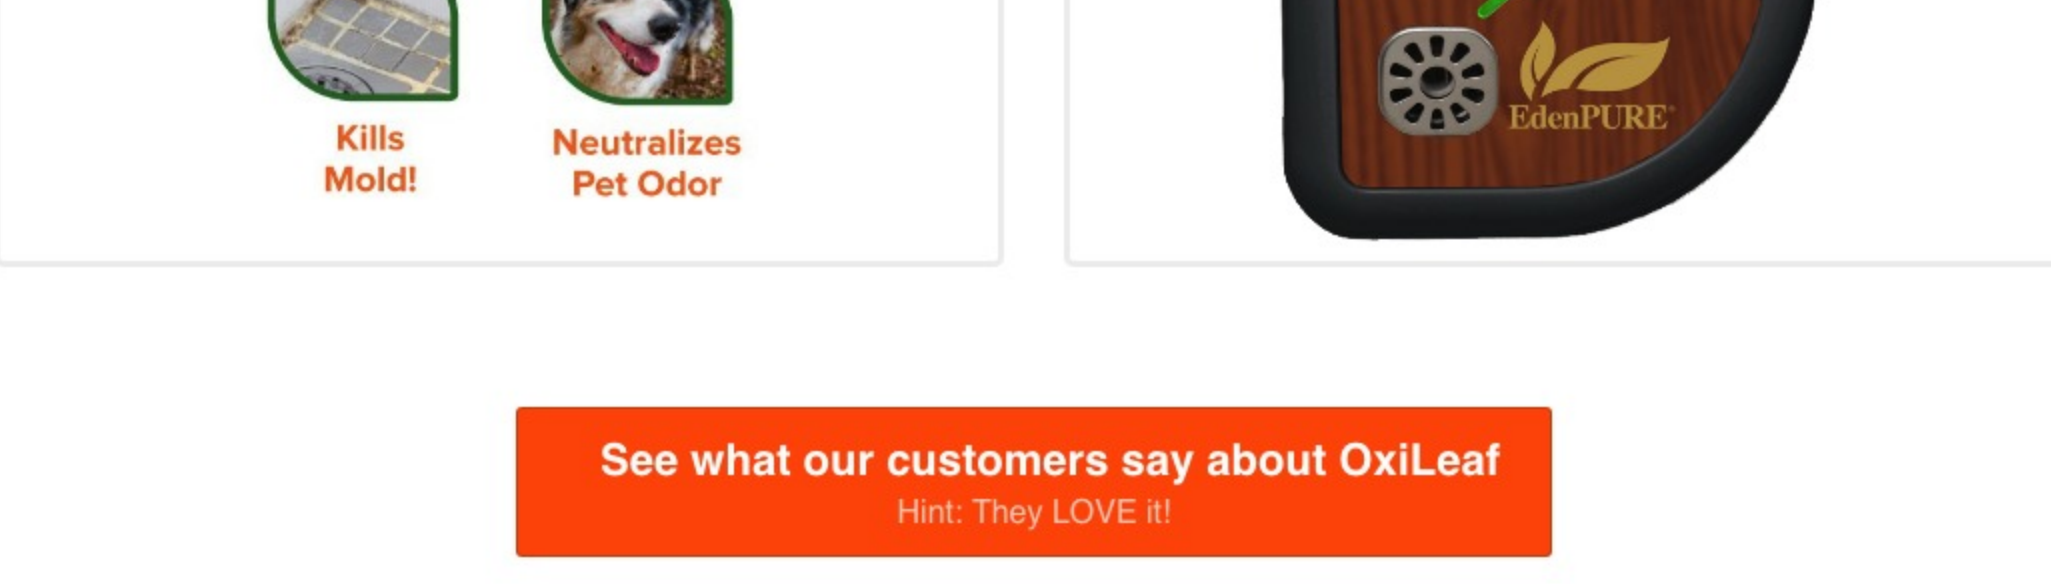 Kills
Mold!
Neutralizes
Pet Odor
EdenPURE
See what our customers say about OxiLeaf
Hint: They LOVE it!